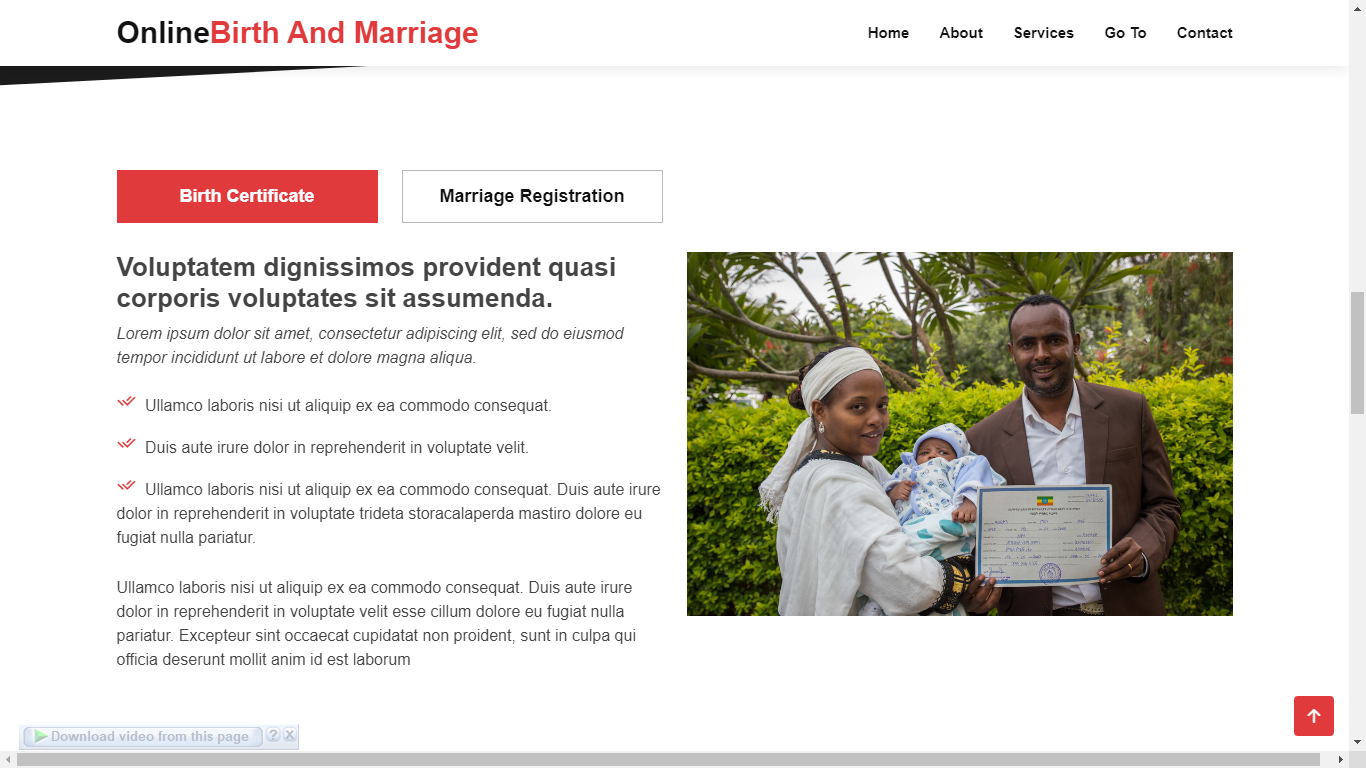 OnlineBirth And Marriage
Home About Services Go To Contact
Birth Certificate
Marriage Registration
Voluptatem dignissimos provident quasi
corporis voluptates sit assumenda.
Lorem ipsum dolor sit amet, consectetur adipiscing elit, sed do eiusmod
tempor incididunt ut labore et dolore magna aliqua.
Ullamco laboris nisi ut aliquip ex ea commodo consequat.
Duis aute irure dolor in reprehenderit in voluptate velit.
Ullamco laboris nisi ut aliquip ex ea commodo consequat. Duis aute irure
dolor in reprehenderit in voluptate trideta storacalaperda mastiro dolore eu
fugiat nulla pariatur.
Ullamco laboris nisi ut aliquip ex ea commodo consequat. Duis aute irure
dolor in reprehenderit in voluptate velit esse cillum dolore eu fugiat nulla
pariatur. Excepteur sint occaecat cupidatat non proident, sunt in culpa qui
officia deserunt mollit anim id est laborum
Download video from this page ? X